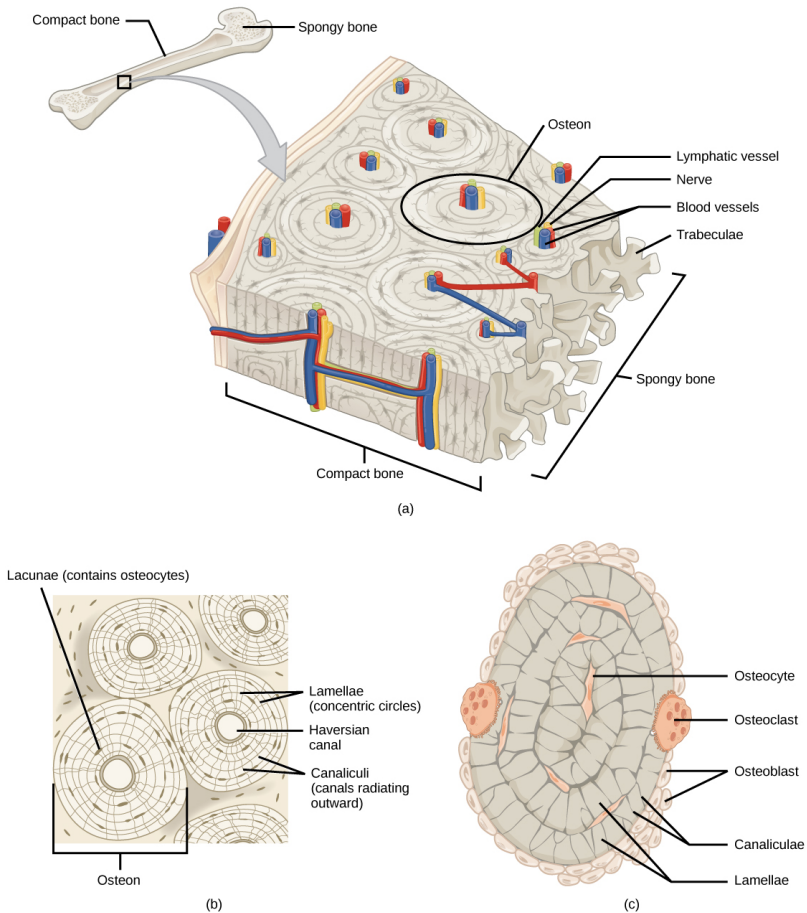 Compact bone
Spongy bone
Osteon
Lymphatic vessel
Nerve
Blood vessels
Trabeculae
Spongy bone
Compact bone
(a)
Lacunae (contains osteocytes)
Lamellae
(concentric circles)
Haversian
canal
Canaliculi
(canals radiating
outward)
Osteon
(b)
Osteocyte
Osteoclast
Osteoblast
Canaliculae
Lamellae
(c)